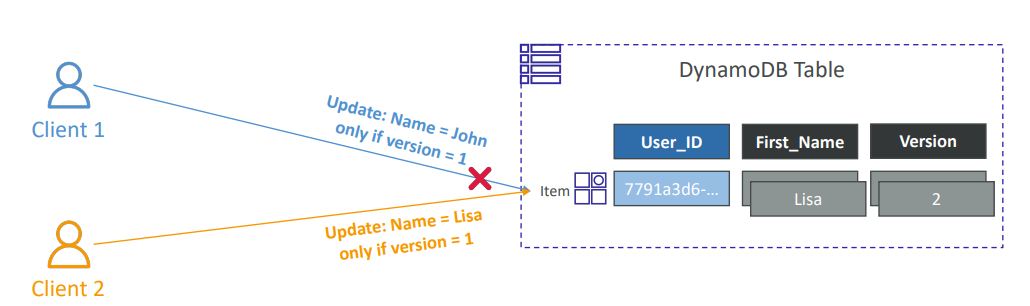 DynamoDB Table
Client 1
Update: Name = John
only if version = 1
User_ID
First_Name
Version
Item
7791a3d6-...
Lisa
2
Update: Name = Lisa
only if version = 1
Client 2